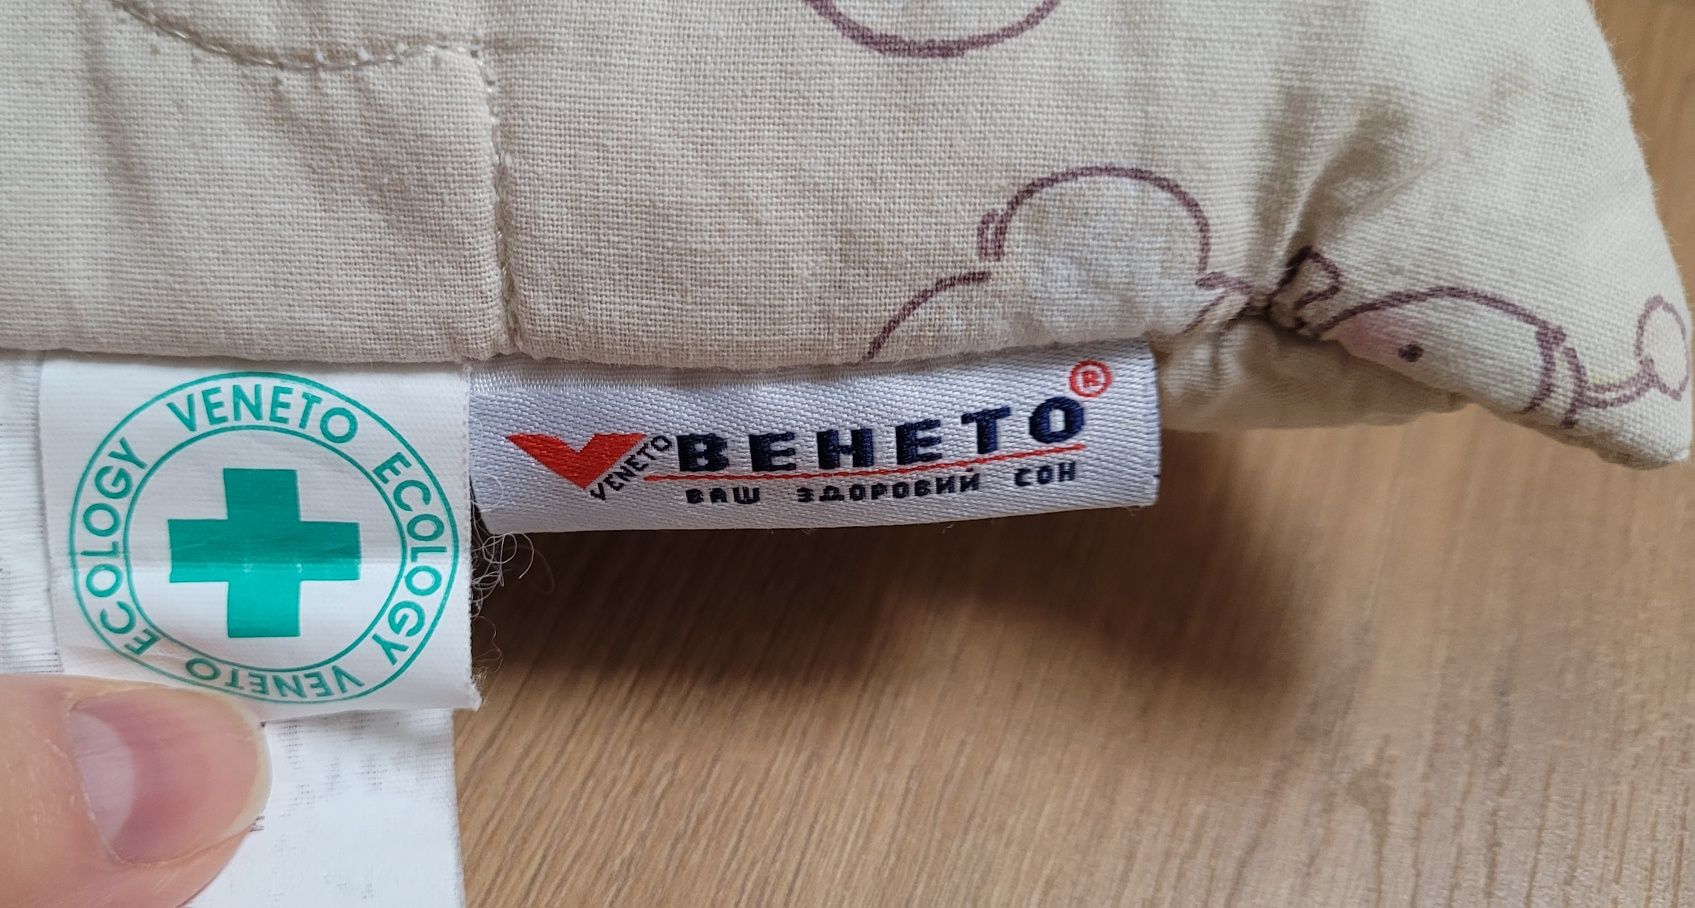 VENETO ECOLOGY VENETO ECOLOGY
VENETO
ВЕНЕТО®
ВАШ ЗДОРОВИЙ СОН